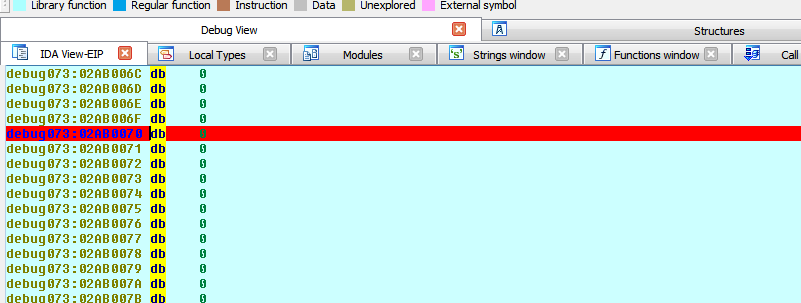 Library function Regular function Instruction Data Unexplored External symbol
Debug View Structures
IDA View-EIP Local Types Modules 's' Strings window f Functions window Call
debug073:02AB006C db 0
debug073:02AB006D db 0
debug073:02AB006E db 0
debug073:02AB006F db 0
debug073:02AB0070 db 0
debug073:02AB0071 db 0
debug073:02AB0072 db 0
debug073:02AB0073 db 0
debug073:02AB0074 db 0
debug073:02AB0075 db 0
debug073:02AB0076 db 0
debug073:02AB0077 db 0
debug073:02AB0078 db 0
debug073:02AB0079 db 0
debug073:02AB007A db 0
debug073:02AB007B db 0